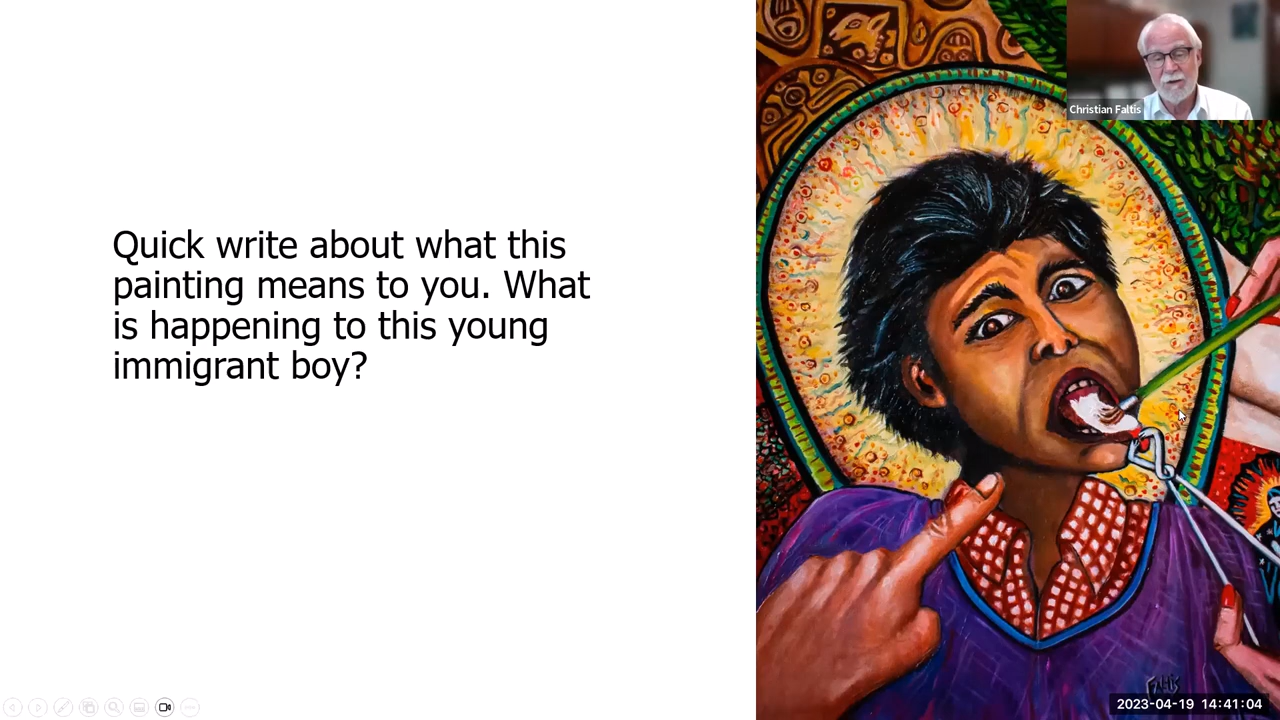 Quick write about what this
painting means to you. What
is happening to this young
immigrant boy?
Christian Faltis
FALtiS
2023-04-19 14:41:04